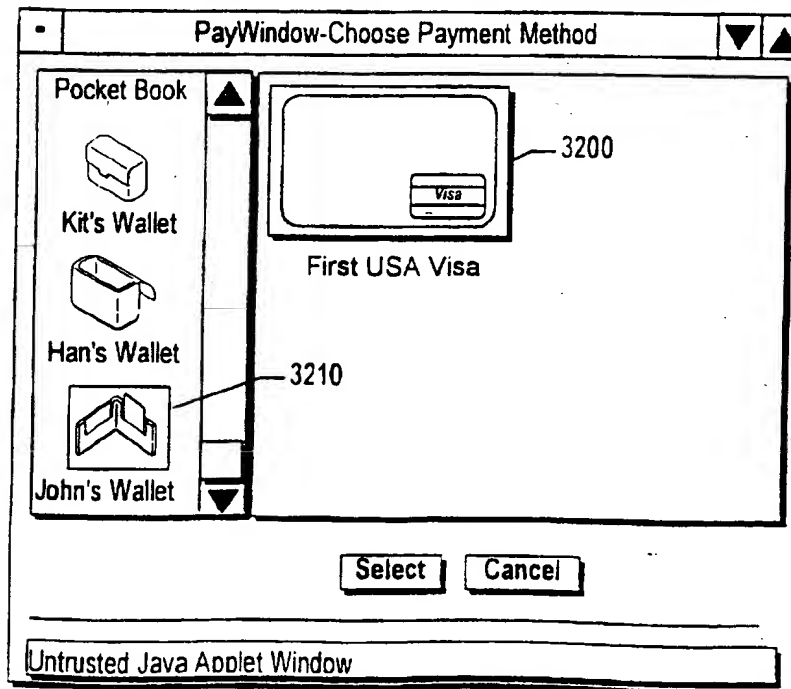 PayWindow-Choose Payment Method
Pocket Book
Kit's Wallet
Han's Wallet
John's Wallet
Visa
3200
First USA Visa
3210
Select
Cancel
Untrusted Java Applet Window